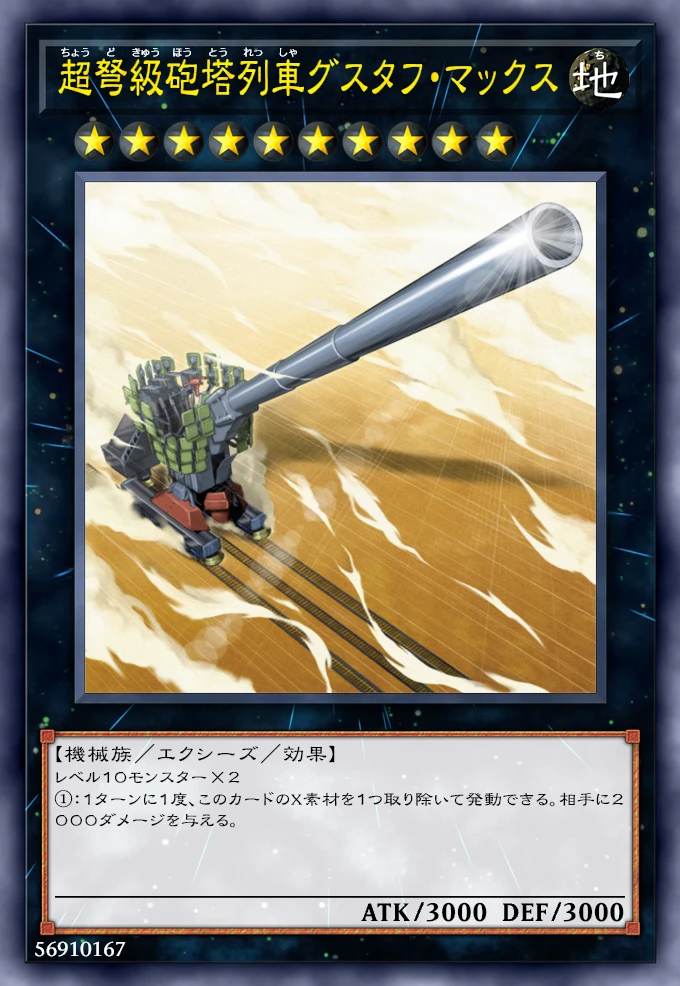 ちょう ど きゅう ほう とう れっ しゃ
超弩級砲塔列車グスタフ・マックス
ち
地
【機械族／エクシーズ／効果】
レベル10モンスター×2
①：1ターンに1度、このカードのX素材を1つ取り除いて発動できる。相手に2
000ダメージを与える。
ATK/3000 DEF/3000
56910167